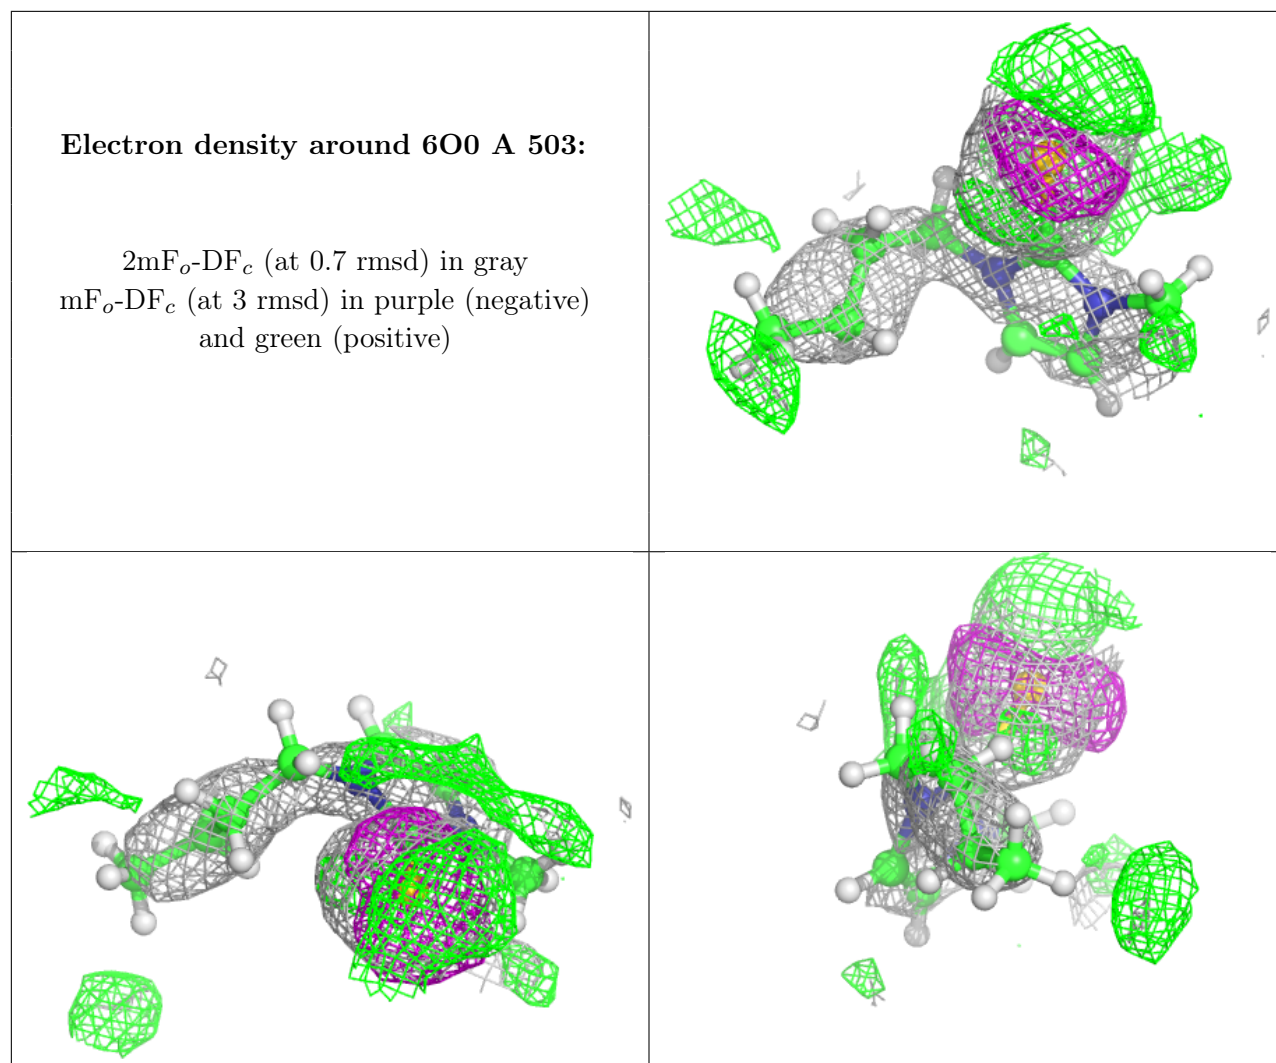 Electron density around 6O0 A 503:
2mFo-DFc (at 0.7 rmsd) in gray
mFo-DFc (at 3 rmsd) in purple (negative)
and green (positive)